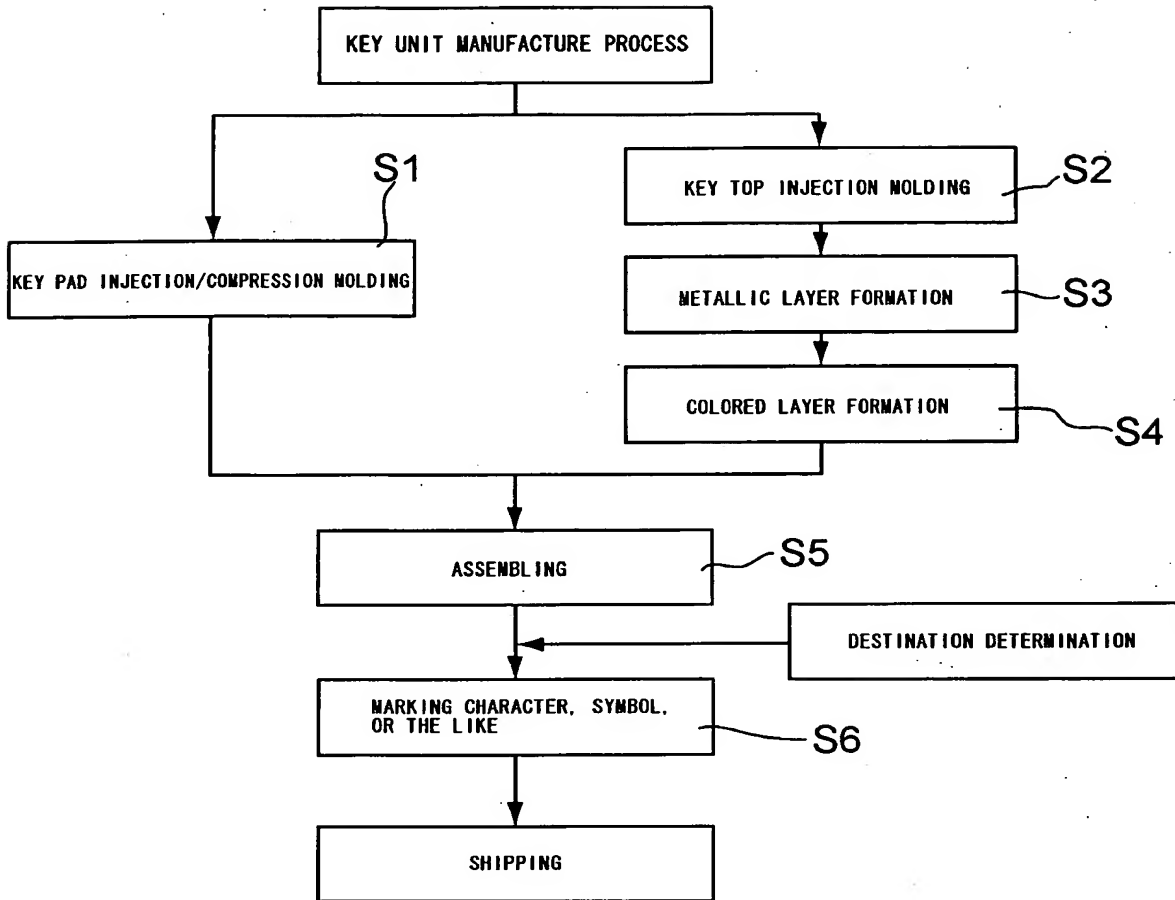 KEY UNIT MANUFACTURE PROCESS
S1
S2
KEY TOP INJECTION MOLDING
KEY PAD INJECTION/COMPRESSION MOLDING
METALLIC LAYER FORMATION
S3
COLORED LAYER FORMATION
S4
ASSEMBLING
S5
DESTINATION DETERMINATION
MARKING CHARACTER, SYMBOL,
OR THE LIKE
S6
SHIPPING